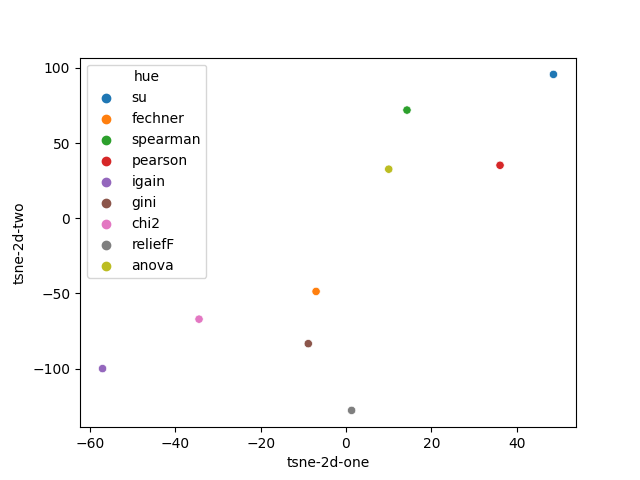 hue
su
fechner
spearman
pearson
igain
gini
chi2
reliefF
anova
100
50
0
−50
−100
tsne-2d-two
−60 −40 −20 0 20 40
tsne-2d-one